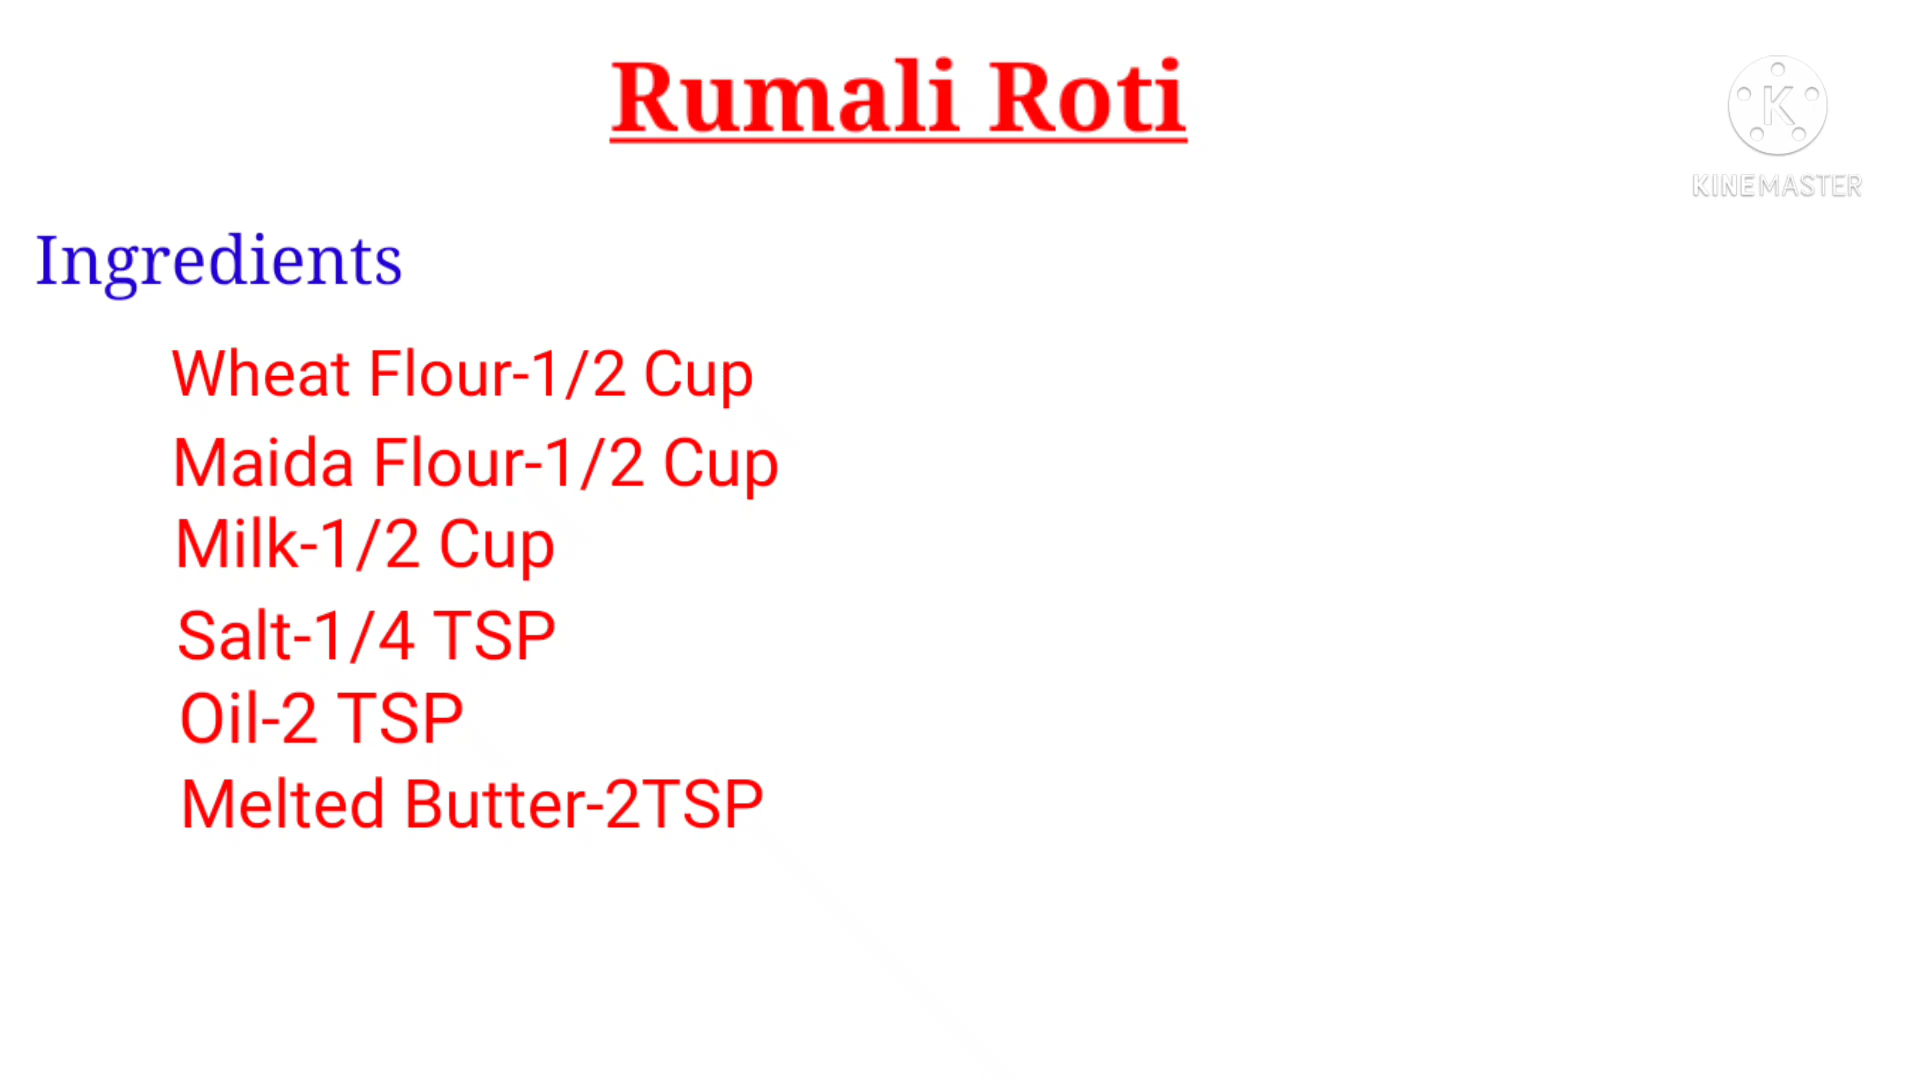 Rumali Roti
KINEMASTER
Ingredients
Wheat Flour-1/2 Cup
Maida Flour-1/2 Cup
Milk-1/2 Cup
Salt-1/4 TSP
Oil-2 TSP
Melted Butter-2TSP